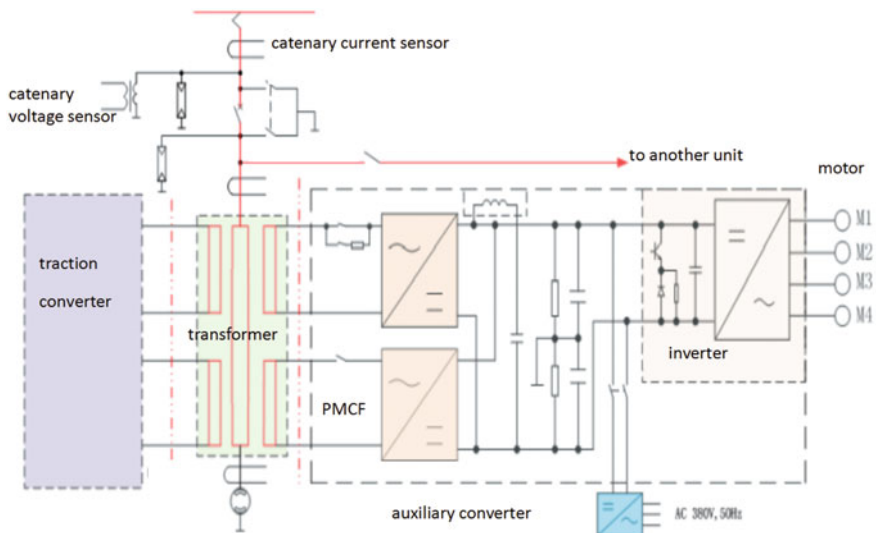 catenary current sensor
catenary
voltage sensor
to another unit
motor
M1
M2
M3
M4
traction
converter
transformer
PMCF
inverter
auxiliary converter
AC 380V, 50Hz